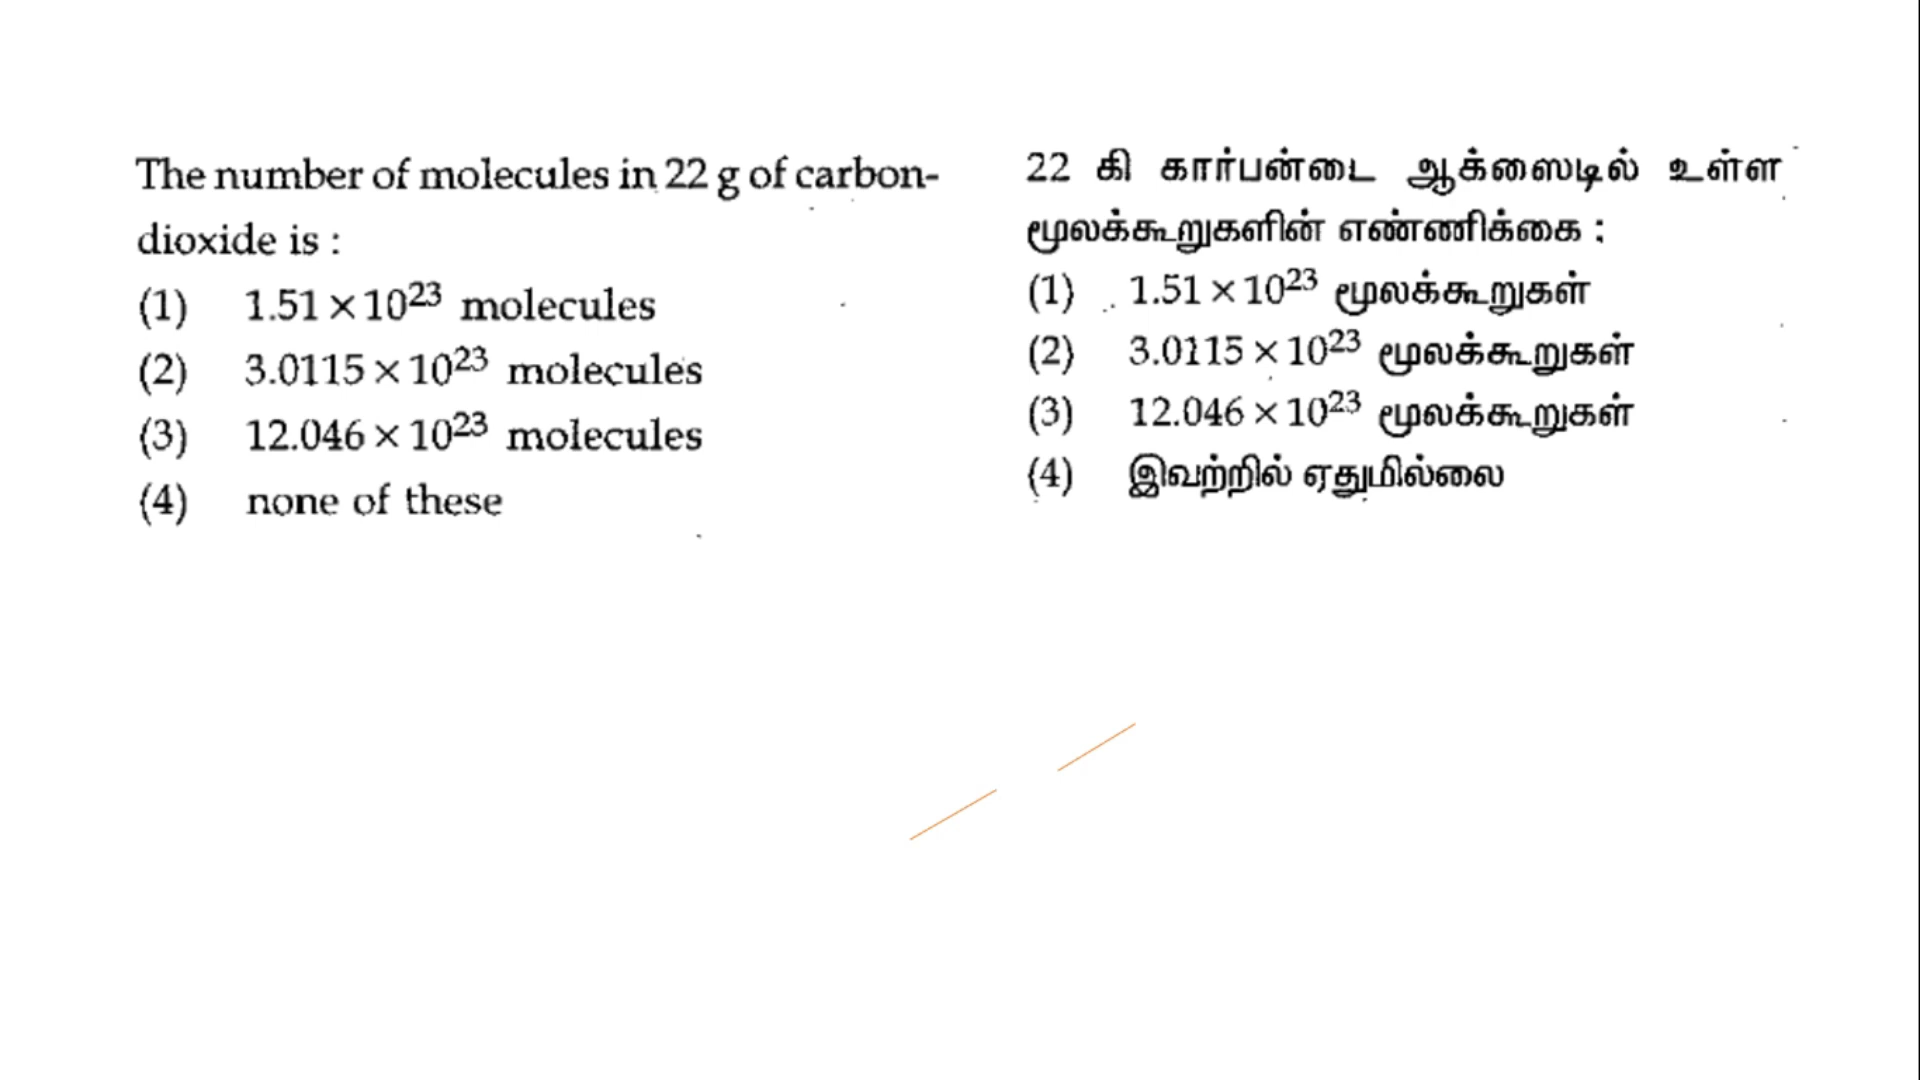 The number of molecules in 22 g of carbon-
dioxide is :
(1) 1.51 × 10²³ molecules
(2) 3.0115 × 10²³ molecules
(3) 12.046 × 10²³ molecules
(4) none of these
22 கி கார்பன்டை ஆக்ஸைடில் உள்ள
மூலக்கூறுகளின் எண்ணிக்கை :
(1) 1.51 × 10²³ மூலக்கூறுகள்
(2) 3.0115 × 10²³ மூலக்கூறுகள்
(3) 12.046 × 10²³ மூலக்கூறுகள்
(4) இவற்றில் ஏதுமில்லை